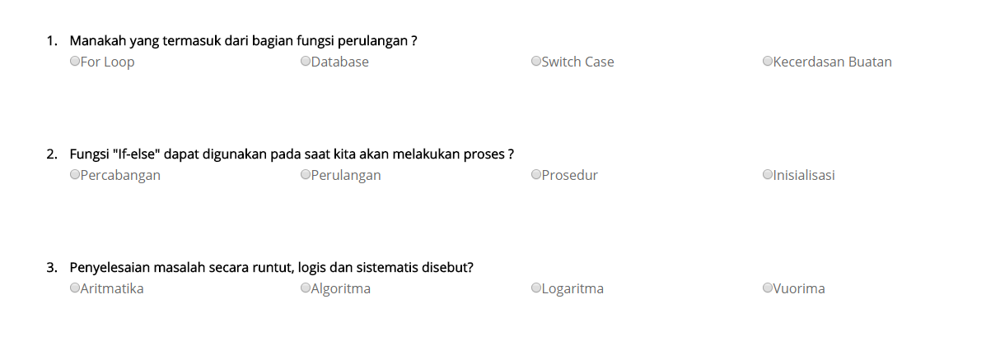 1. Manakah yang termasuk dari bagian fungsi perulangan ?
For Loop Database Switch Case Kecerdasan Buatan
2. Fungsi "If-else" dapat digunakan pada saat kita akan melakukan proses ?
Percabangan Perulangan Prosedur Inisialisasi
3. Penyelesaian masalah secara runtut, logis dan sistematis disebut?
Aritmatika Algoritma Logaritma Vuorima